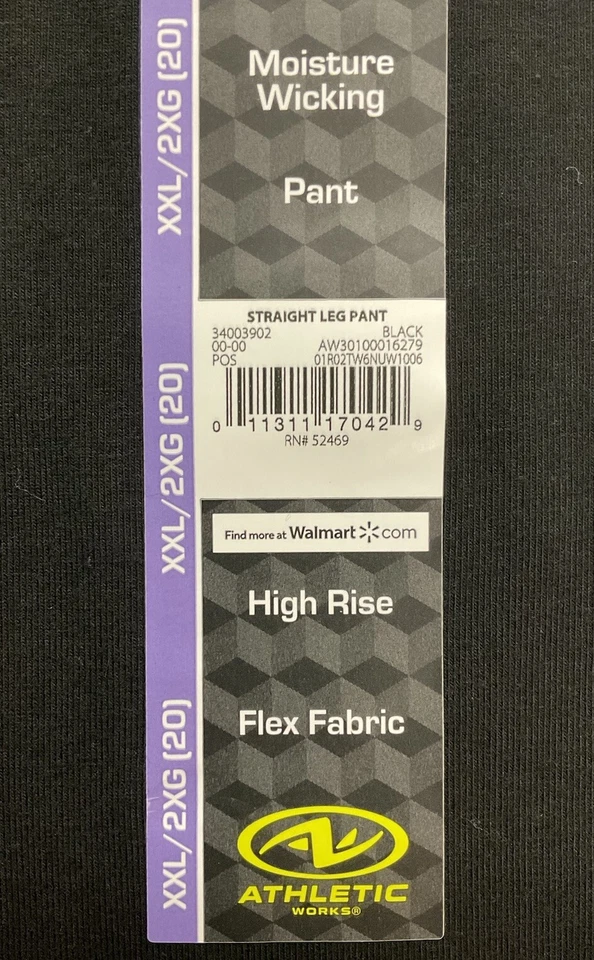 XXL/2XG (20)
Moisture
Wicking
Pant
STRAIGHT LEG PANT
34003902 BLACK
00-00 AW30100016279
POS 01R02TW6NUW1006
0 11311 17042 9
RN# 52469
XXL/2XG (20)
Find more at Walmart com
High Rise
Flex Fabric
XXL/2XG (20)
AW
ATHLETIC
WORKS®